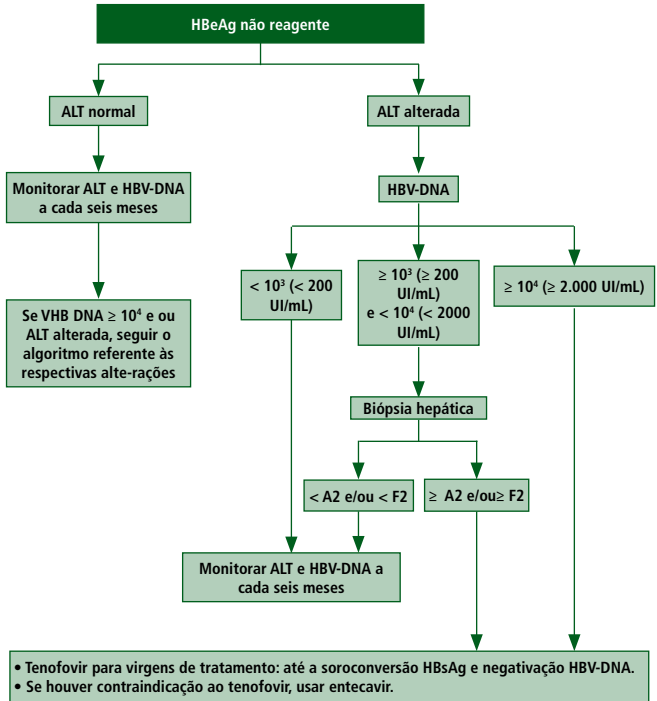 HBeAg não reagente
ALT normal
ALT alterada
Monitorar ALT e HBV-DNA
a cada seis meses
HBV-DNA
Se VHB DNA ≥ 10⁴ e ou
ALT alterada, seguir o
algoritmo referente às
respectivas alte-rações
< 10³ (< 200
UI/mL)
≥ 10³ (≥ 200
UI/mL)
e < 10⁴ (< 2000
UI/mL)
≥ 10⁴ (≥ 2.000 UI/mL)
Biópsia hepática
< A2 e/ou < F2
≥ A2 e/ou≥ F2
Monitorar ALT e HBV-DNA a
cada seis meses
• Tenofovir para virgens de tratamento: até a soroconversão HBsAg e negativação HBV-DNA.
• Se houver contraindicação ao tenofovir, usar entecavir.